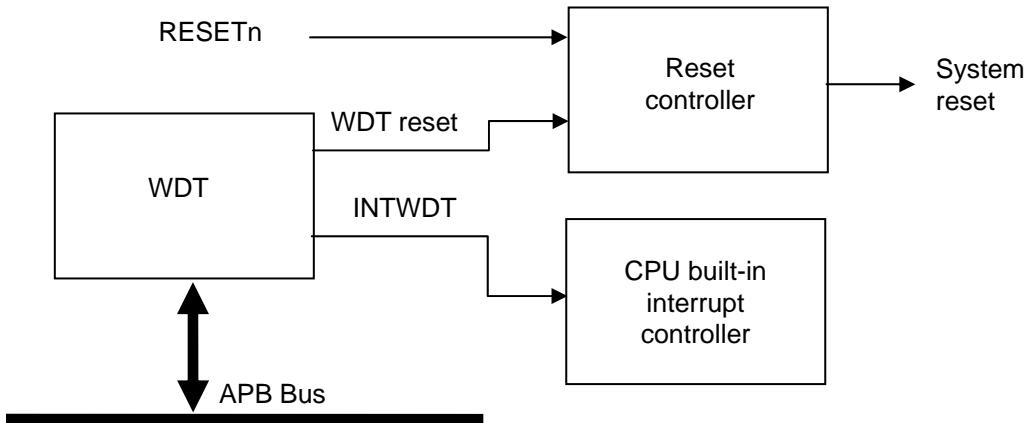 RESETn
Reset
controller
System
reset
WDT reset
WDT
INTWDT
CPU built-in
interrupt
controller
APB Bus